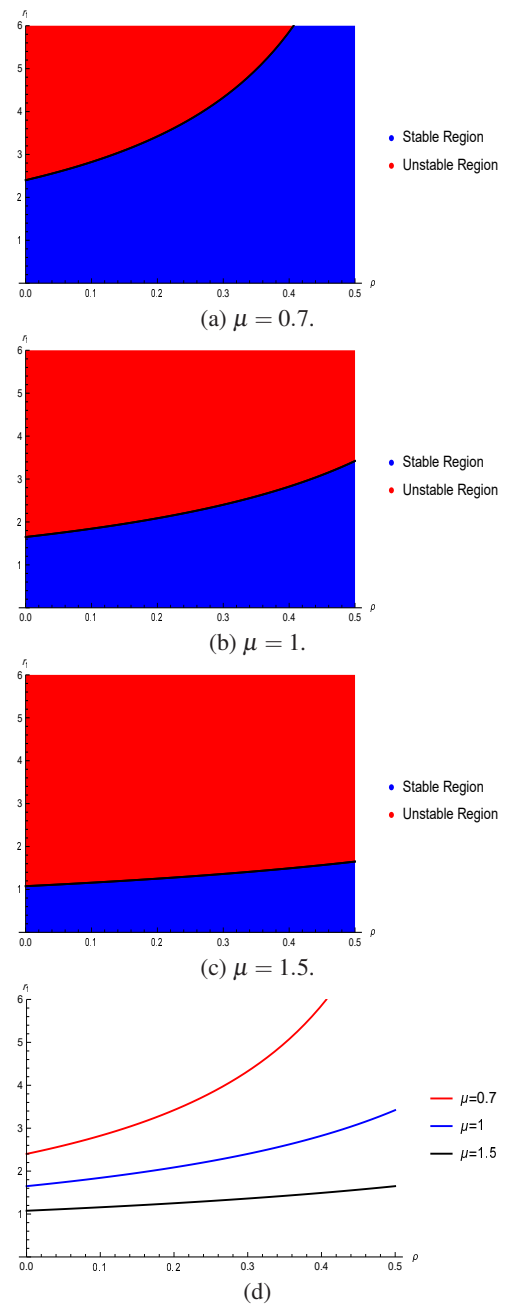 r₁
6
5
4
3
2
1
0.0 0.1 0.2 0.3 0.4 0.5 ρ
Stable Region
Unstable Region
(a) μ = 0.7.
r₁
6
5
4
3
2
1
0.0 0.1 0.2 0.3 0.4 0.5 ρ
Stable Region
Unstable Region
(b) μ = 1.
r₁
6
5
4
3
2
1
0.0 0.1 0.2 0.3 0.4 0.5 ρ
Stable Region
Unstable Region
(c) μ = 1.5.
r₁
6
5
4
3
2
1
0.0 0.1 0.2 0.3 0.4 0.5 ρ
μ=0.7
μ=1
μ=1.5
(d)